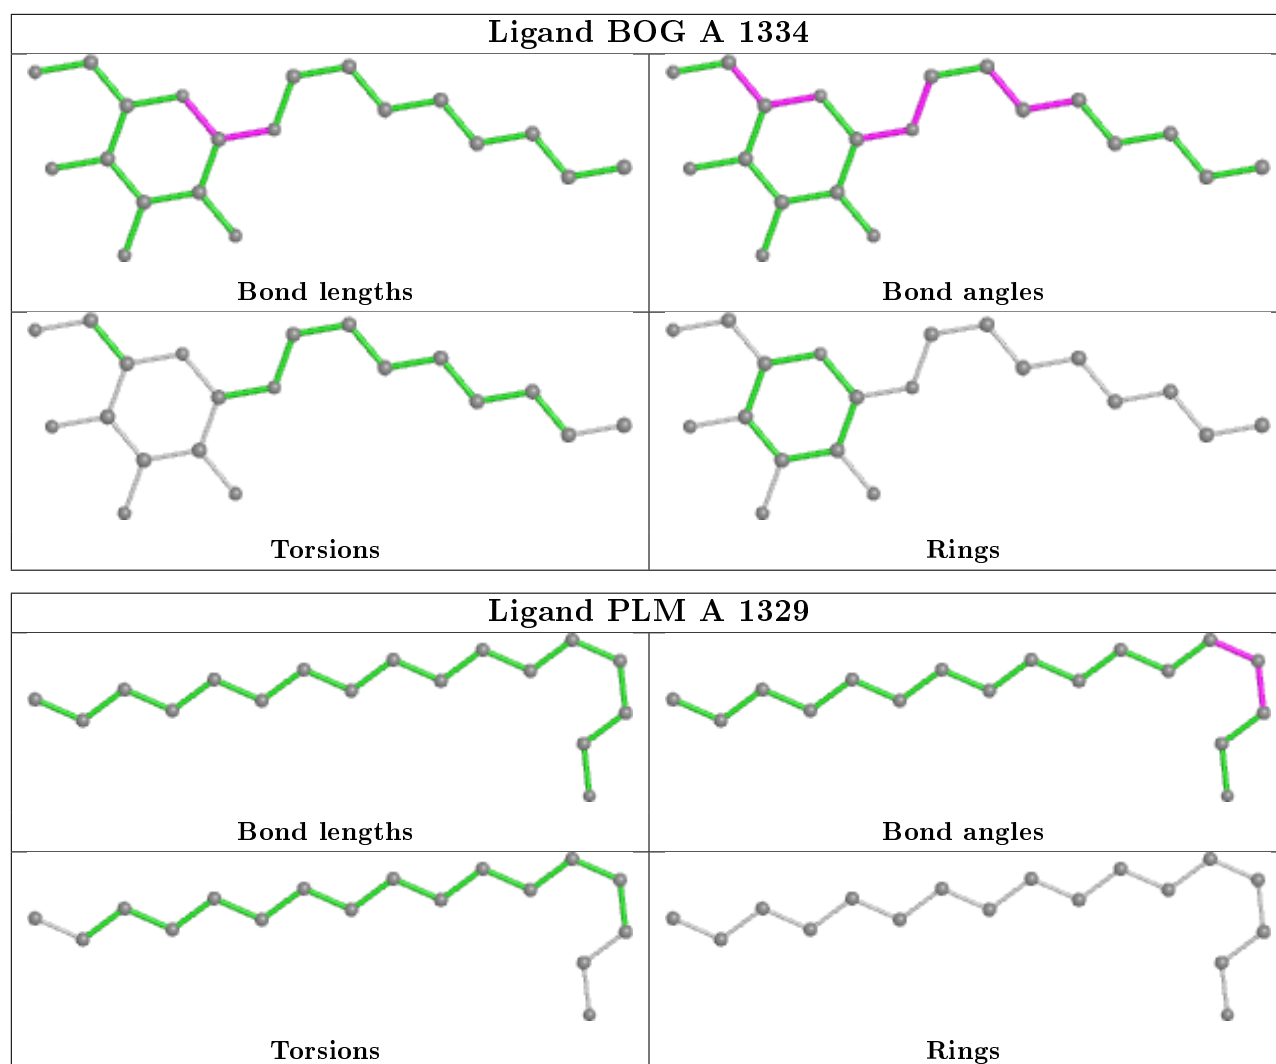 Ligand BOG A 1334
Bond lengths
Bond angles
Torsions
Rings
Ligand PLM A 1329
Bond lengths
Bond angles
Torsions
Rings